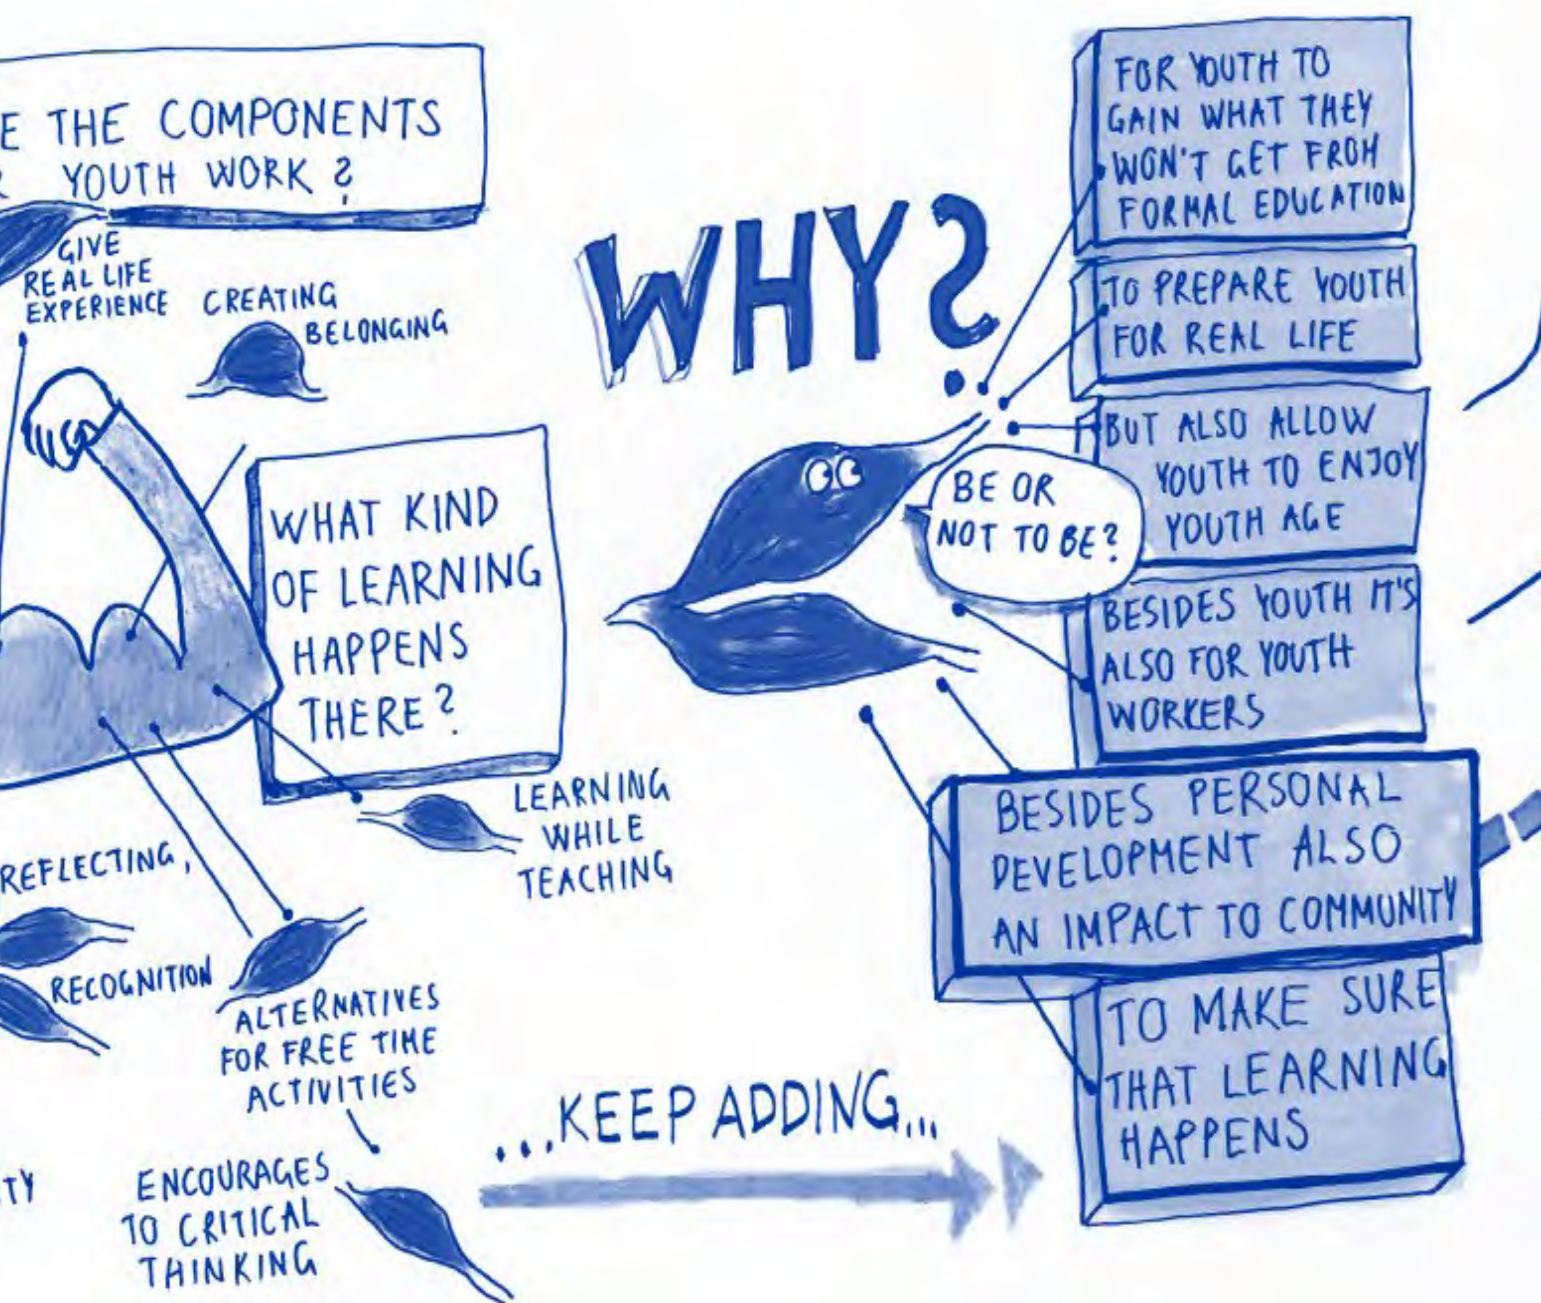 E THE COMPONENTS
R YOUTH WORK?
GIVE
REAL LIFE
EXPERIENCE
CREATING
BELONGING
WHAT KIND
OF LEARNING
HAPPENS
THERE?
LEARNING
WHILE
TEACHING
REFLECTING,
RECOGNITION
ALTERNATIVES
FOR FREE TIME
ACTIVITIES
TY
ENCOURAGES
TO CRITICAL
THINKING
...KEEP ADDING...
WHY?
BE OR
NOT TO BE?
FOR YOUTH TO
GAIN WHAT THEY
WON'T GET FROM
FORMAL EDUCATION
TO PREPARE YOUTH
FOR REAL LIFE
BUT ALSO ALLOW
YOUTH TO ENJOY
YOUTH AGE
BESIDES YOUTH IT'S
ALSO FOR YOUTH
WORKERS
BESIDES PERSONAL
DEVELOPMENT ALSO
AN IMPACT TO COMMUNITY
TO MAKE SURE
THAT LEARNING
HAPPENS